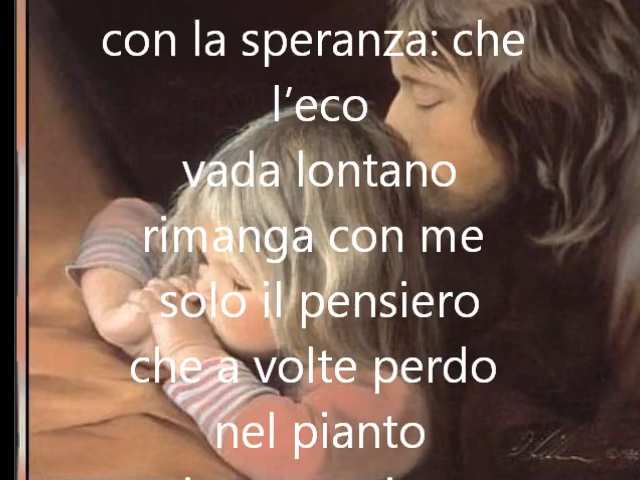 con la speranza: che
l’eco
vada lontano
rimanga con me
solo il pensiero
che a volte perdo
nel pianto